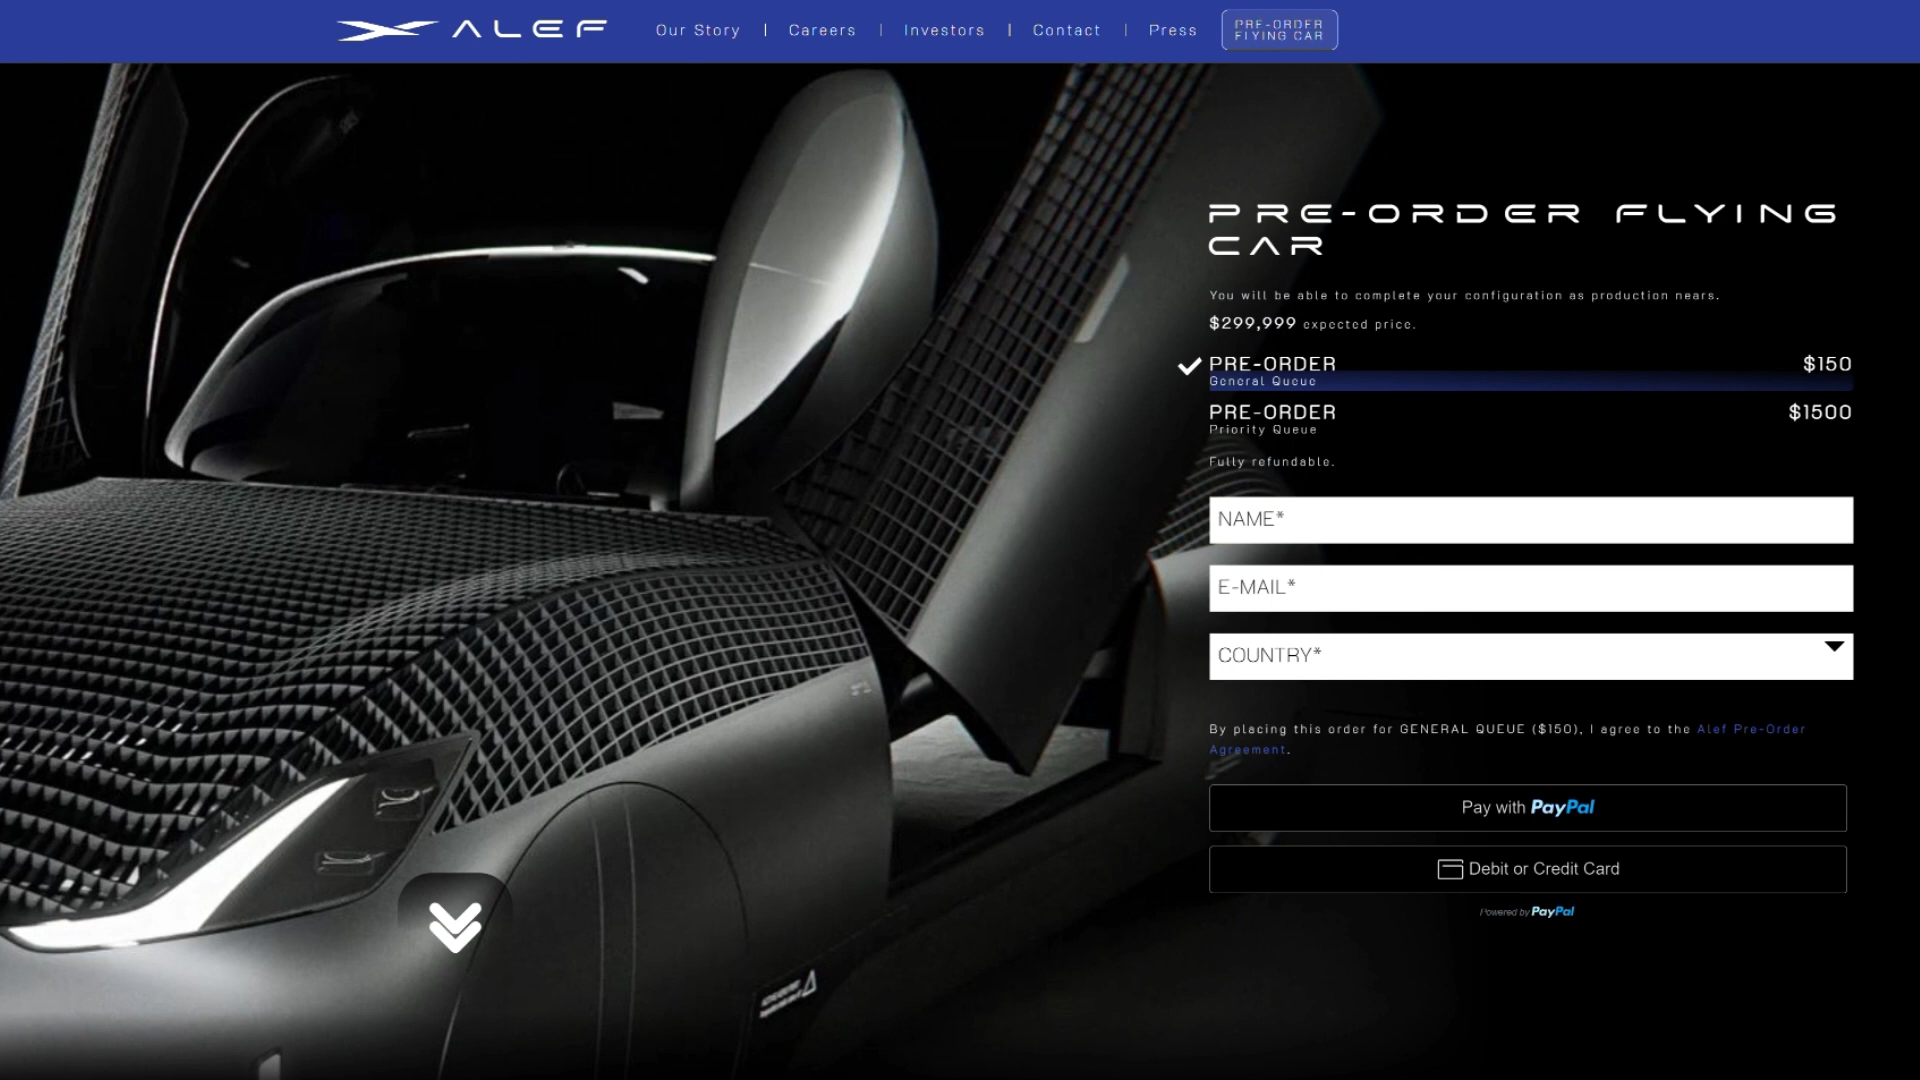 ALEF
Our Story
Careers
Investors
Contact
Press
PRE-ORDER
FLYING CAR
PRE-ORDER FLYING
CAR
You will be able to complete your configuration as production nears.
$299,999 expected price.
PRE-ORDER $150
General Queue
PRE-ORDER $1500
Priority Queue
Fully refundable.
NAME*
E-MAIL*
COUNTRY*
By placing this order for GENERAL QUEUE ($150), I agree to the Alef Pre-Order
Agreement.
Pay with PayPal
Debit or Credit Card
Powered by PayPal